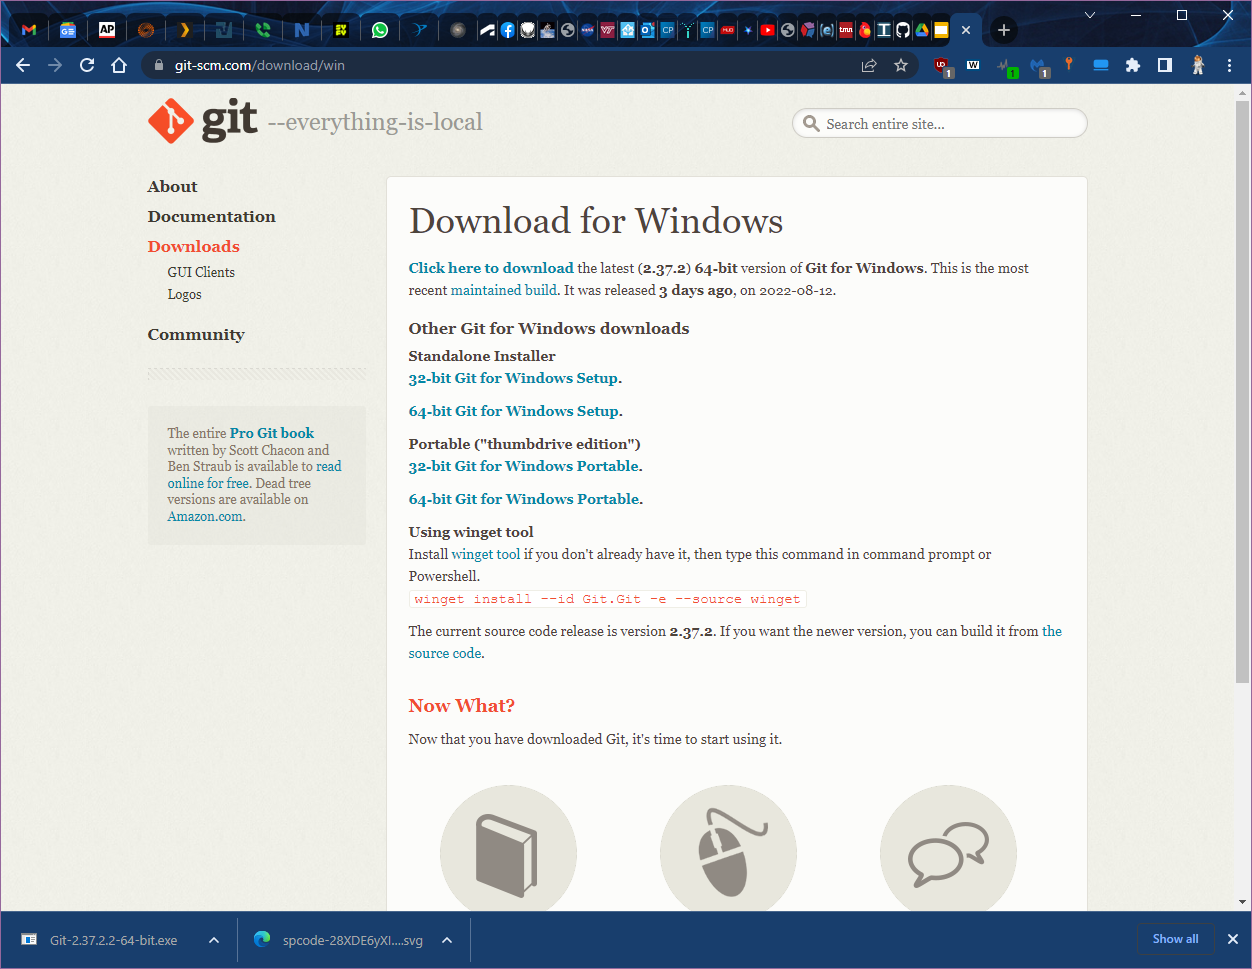 git-scm.com/download/win
1
1
1
git --everything-is-local
Search entire site...
About
Documentation
Downloads
GUI Clients
Logos
Community
The entire Pro Git book
written by Scott Chacon and
Ben Straub is available to read
online for free. Dead tree
versions are available on
Amazon.com.
Download for Windows
Click here to download the latest (2.37.2) 64-bit version of Git for Windows. This is the most
recent maintained build. It was released 3 days ago, on 2022-08-12.
Other Git for Windows downloads
Standalone Installer
32-bit Git for Windows Setup.
64-bit Git for Windows Setup.
Portable ("thumbdrive edition")
32-bit Git for Windows Portable.
64-bit Git for Windows Portable.
Using winget tool
Install winget tool if you don't already have it, then type this command in command prompt or
Powershell.
winget install --id Git.Git -e --source winget
The current source code release is version 2.37.2. If you want the newer version, you can build it from the
source code.
Now What?
Now that you have downloaded Git, it's time to start using it.
Git-2.37.2.2-64-bit.exe
spcode-28XDE6yXI....svg
Show all